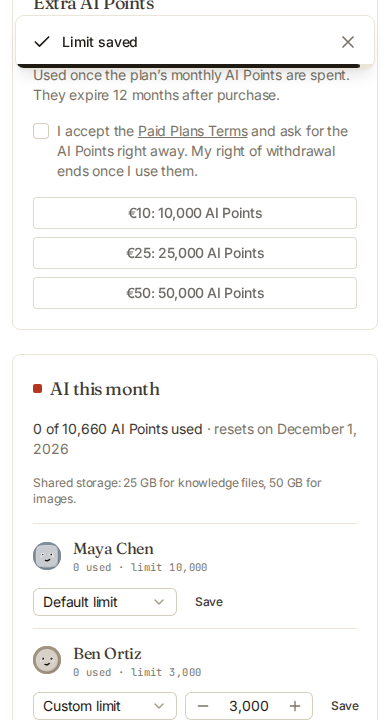 Extra AI Points
Limit saved
Used once the plan's monthly AI Points are spent.
They expire 12 months after purchase.
I accept the Paid Plans Terms and ask for the
AI Points right away. My right of withdrawal
ends once I use them.
€10: 10,000 AI Points
€25: 25,000 AI Points
€50: 50,000 AI Points
AI this month
0 of 10,660 AI Points used · resets on December 1,
2026
Shared storage: 25 GB for knowledge files, 50 GB for
images.
Maya Chen
0 used · limit 10,000
Default limit
Save
Ben Ortiz
0 used · limit 3,000
Custom limit
− 3,000 +
Save